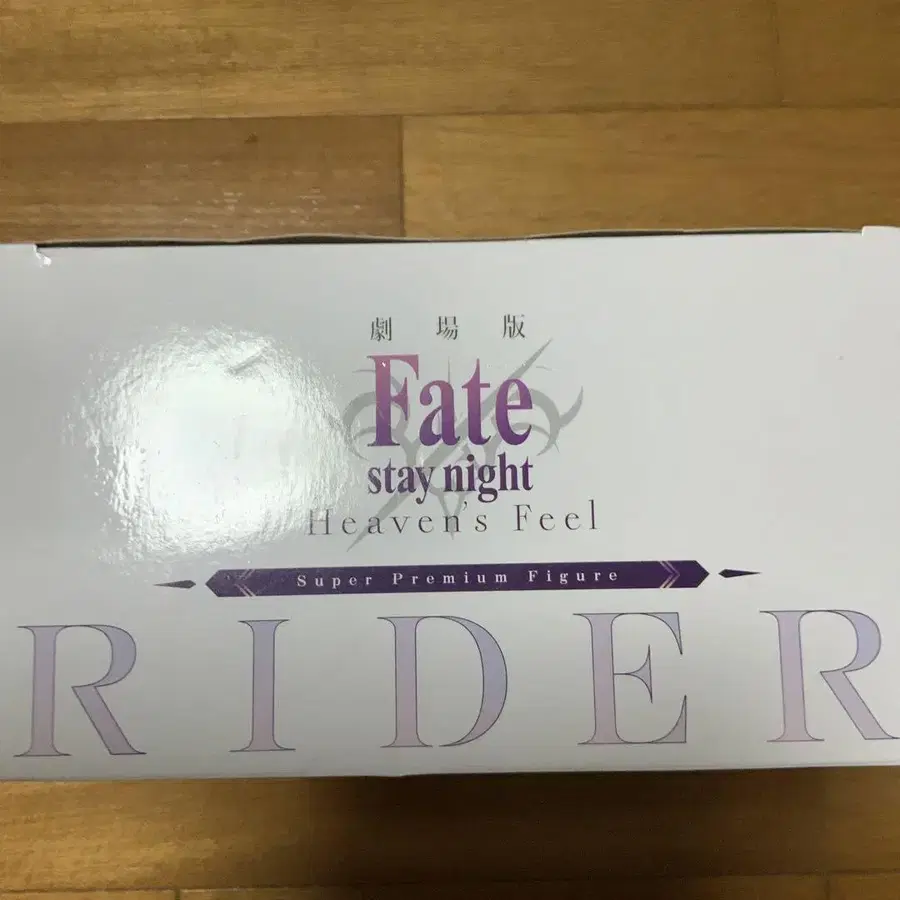 劇場版
Fate
stay night
Heaven's Feel
Super Premium Figure
RIDER